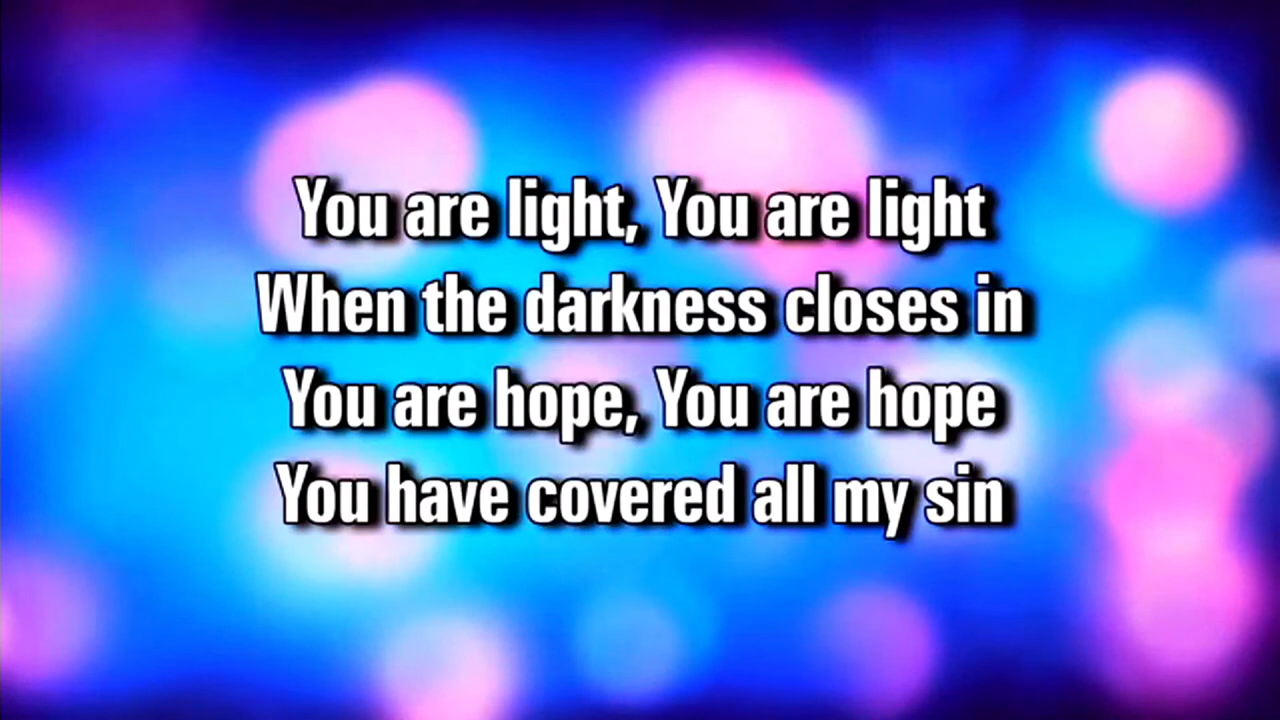 You are light, You are light
When the darkness closes in
You are hope, You are hope
You have covered all my sin